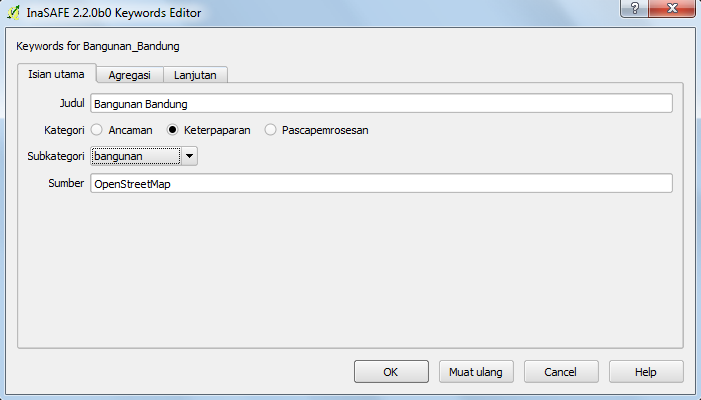 InaSAFE 2.2.0b0 Keywords Editor
Keywords for Bangunan_Bandung
Isian utama Agregasi Lanjutan
Judul Bangunan Bandung
Kategori Ancaman Keterpaparan Pascapemrosesan
Subkategori bangunan
Sumber OpenStreetMap
OK Muat ulang Cancel Help